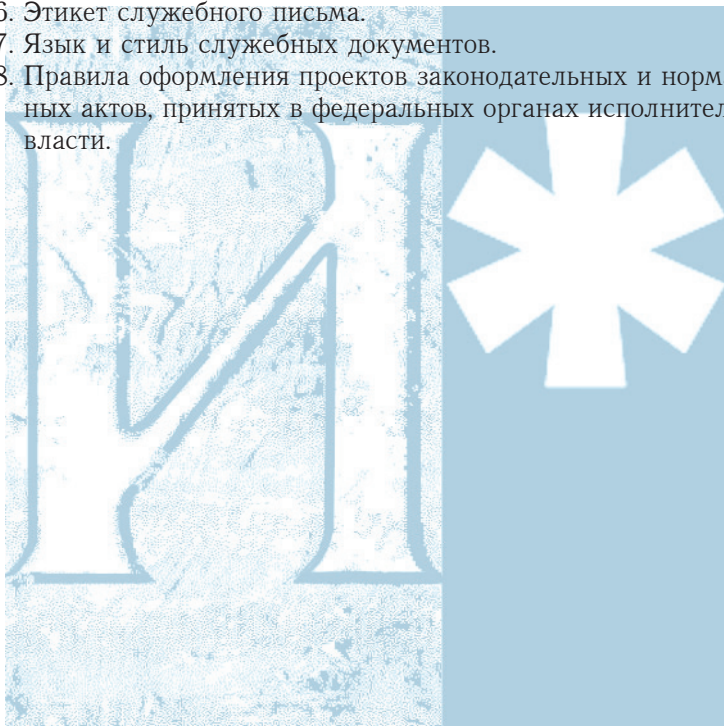 6. Этикет служебного письма.
7. Язык и стиль служебных документов.
8. Правила оформления проектов законодательных и норм
ных актов, принятых в федеральных органах исполнител
власти.
И*